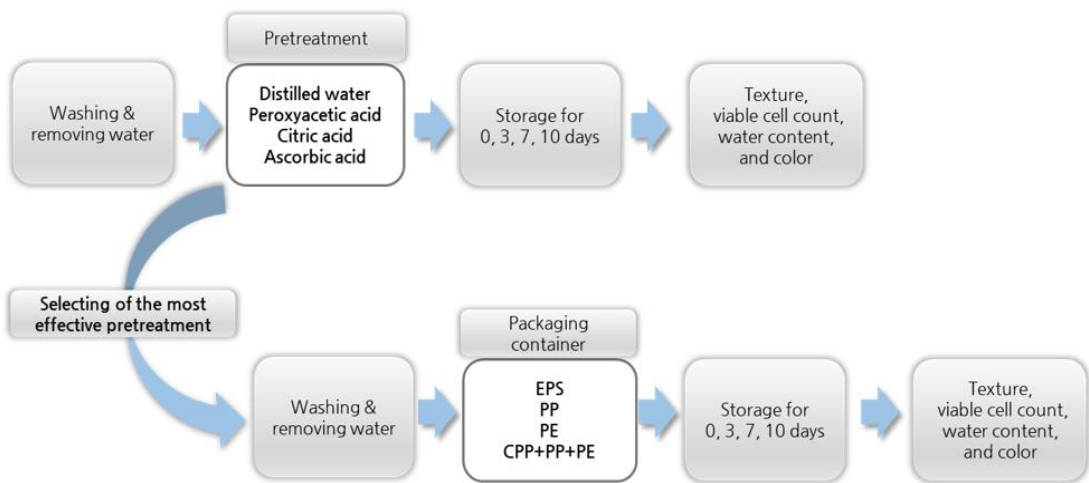 Pretreatment
Washing &
removing water
Distilled water
Peroxyacetic acid
Citric acid
Ascorbic acid
Storage for
0, 3, 7, 10 days
Texture,
viable cell count,
water content,
and color
Selecting of the most
effective pretreatment
Packaging
container
Washing &
removing water
EPS
PP
PE
CPP+PP+PE
Storage for
0, 3, 7, 10 days
Texture,
viable cell count,
water content,
and color